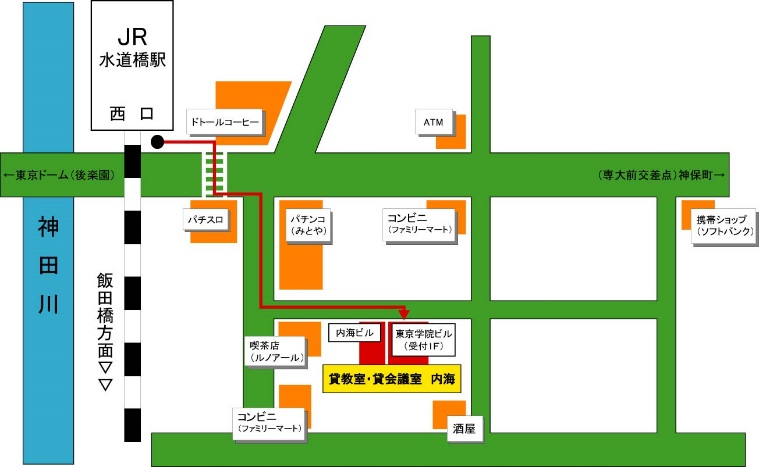 JR
水道橋駅
西 口
ドトールコーヒー
ATM
←東京ドーム（後楽園）
（専大前交差点）神保町→
神田川
パチスロ
パチンコ
（みとや）
コンビニ
（ファミリーマート）
携帯ショップ
（ソフトバンク）
飯田橋方面▽▽
内海ビル
東京学院ビル
（受付1F）
喫茶店
（ルノアール）
貸教室・貸会議室 内海
コンビニ
（ファミリーマート）
酒屋